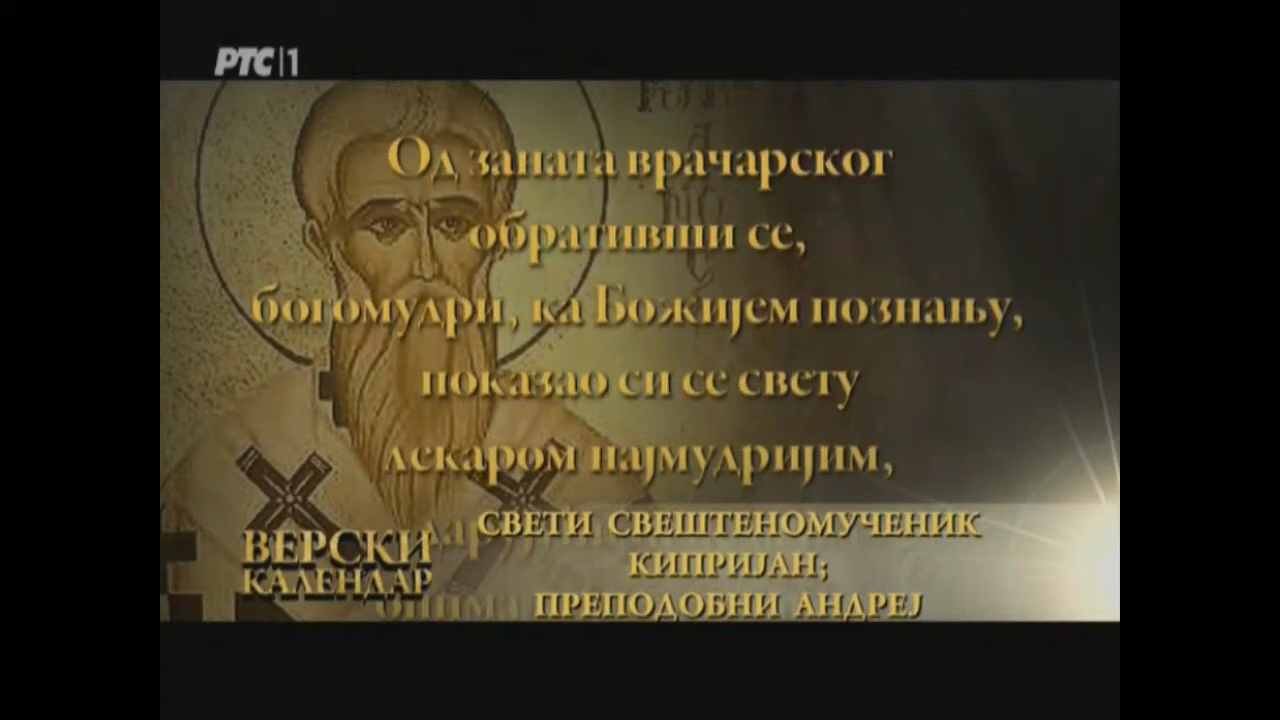 РТС|1
Од заната врачарског
обративши се,
богомудри, ка Божијем познању,
показао си се свету
лекаром најмудријим,
СВЕТИ СВЕШТЕНОМУЧЕНИК
КИПРИЈАН;
ПРЕПОДОБНИ АНДРЕЈ
ВЕРСКИ
КАЛЕНДАР